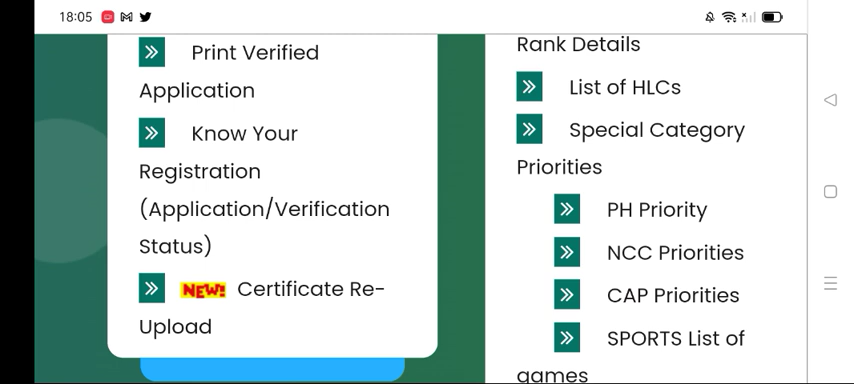 18:05
Print Verified
Application
Know Your
Registration
(Application/Verification
Status)
NEW! Certificate Re-
Upload
Rank Details
List of HLCs
Special Category
Priorities
PH Priority
NCC Priorities
CAP Priorities
SPORTS List of
games